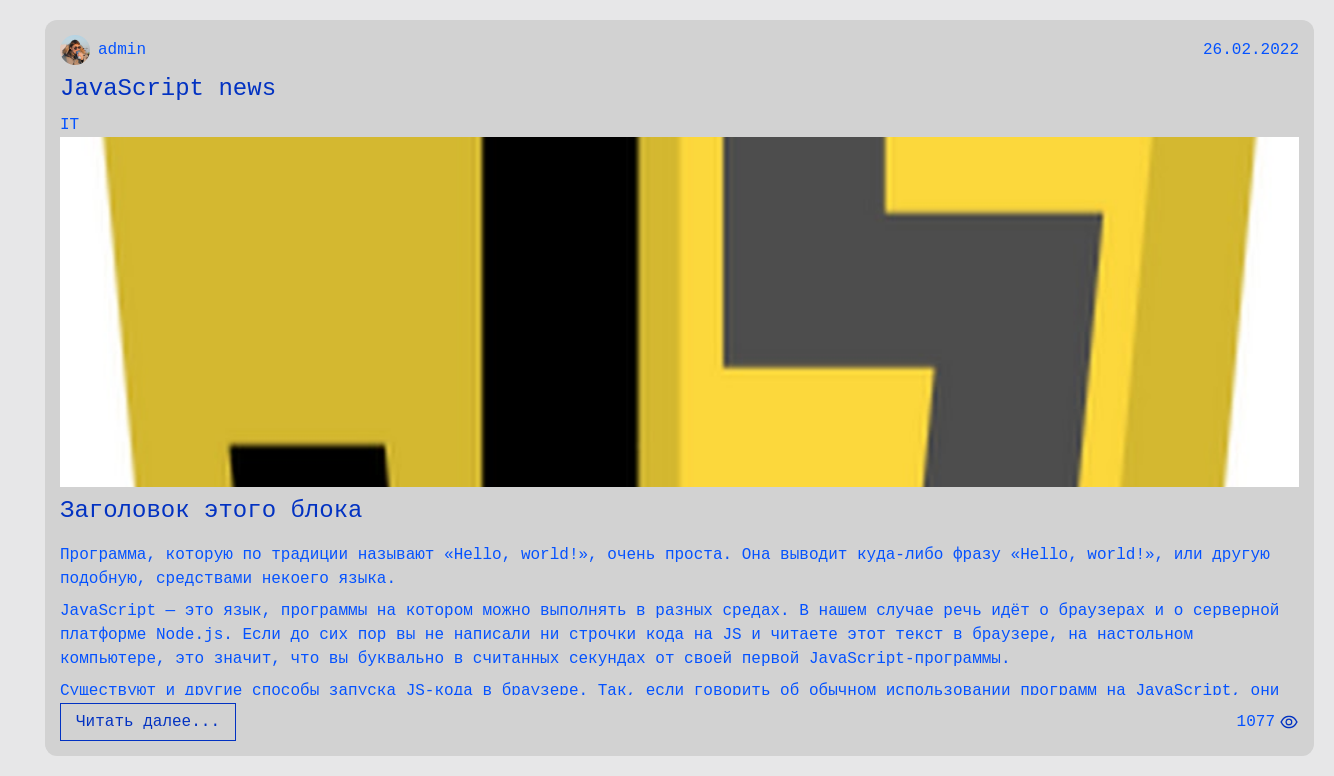 admin
26.02.2022
JavaScript news
IT
Заголовок этого блока
Программа, которую по традиции называют «Hello, world!», очень проста. Она выводит куда-либо фразу «Hello, world!», или другую
подобную, средствами некоего языка.
JavaScript — это язык, программы на котором можно выполнять в разных средах. В нашем случае речь идёт о браузерах и о серверной
платформе Node.js. Если до сих пор вы не написали ни строчки кода на JS и читаете этот текст в браузере, на настольном
компьютере, это значит, что вы буквально в считанных секундах от своей первой JavaScript-программы.
Существуют и другие способы запуска JS-кода в браузере. Так, если говорить об обычном использовании программ на JavaScript, они
Читать далее...
1077